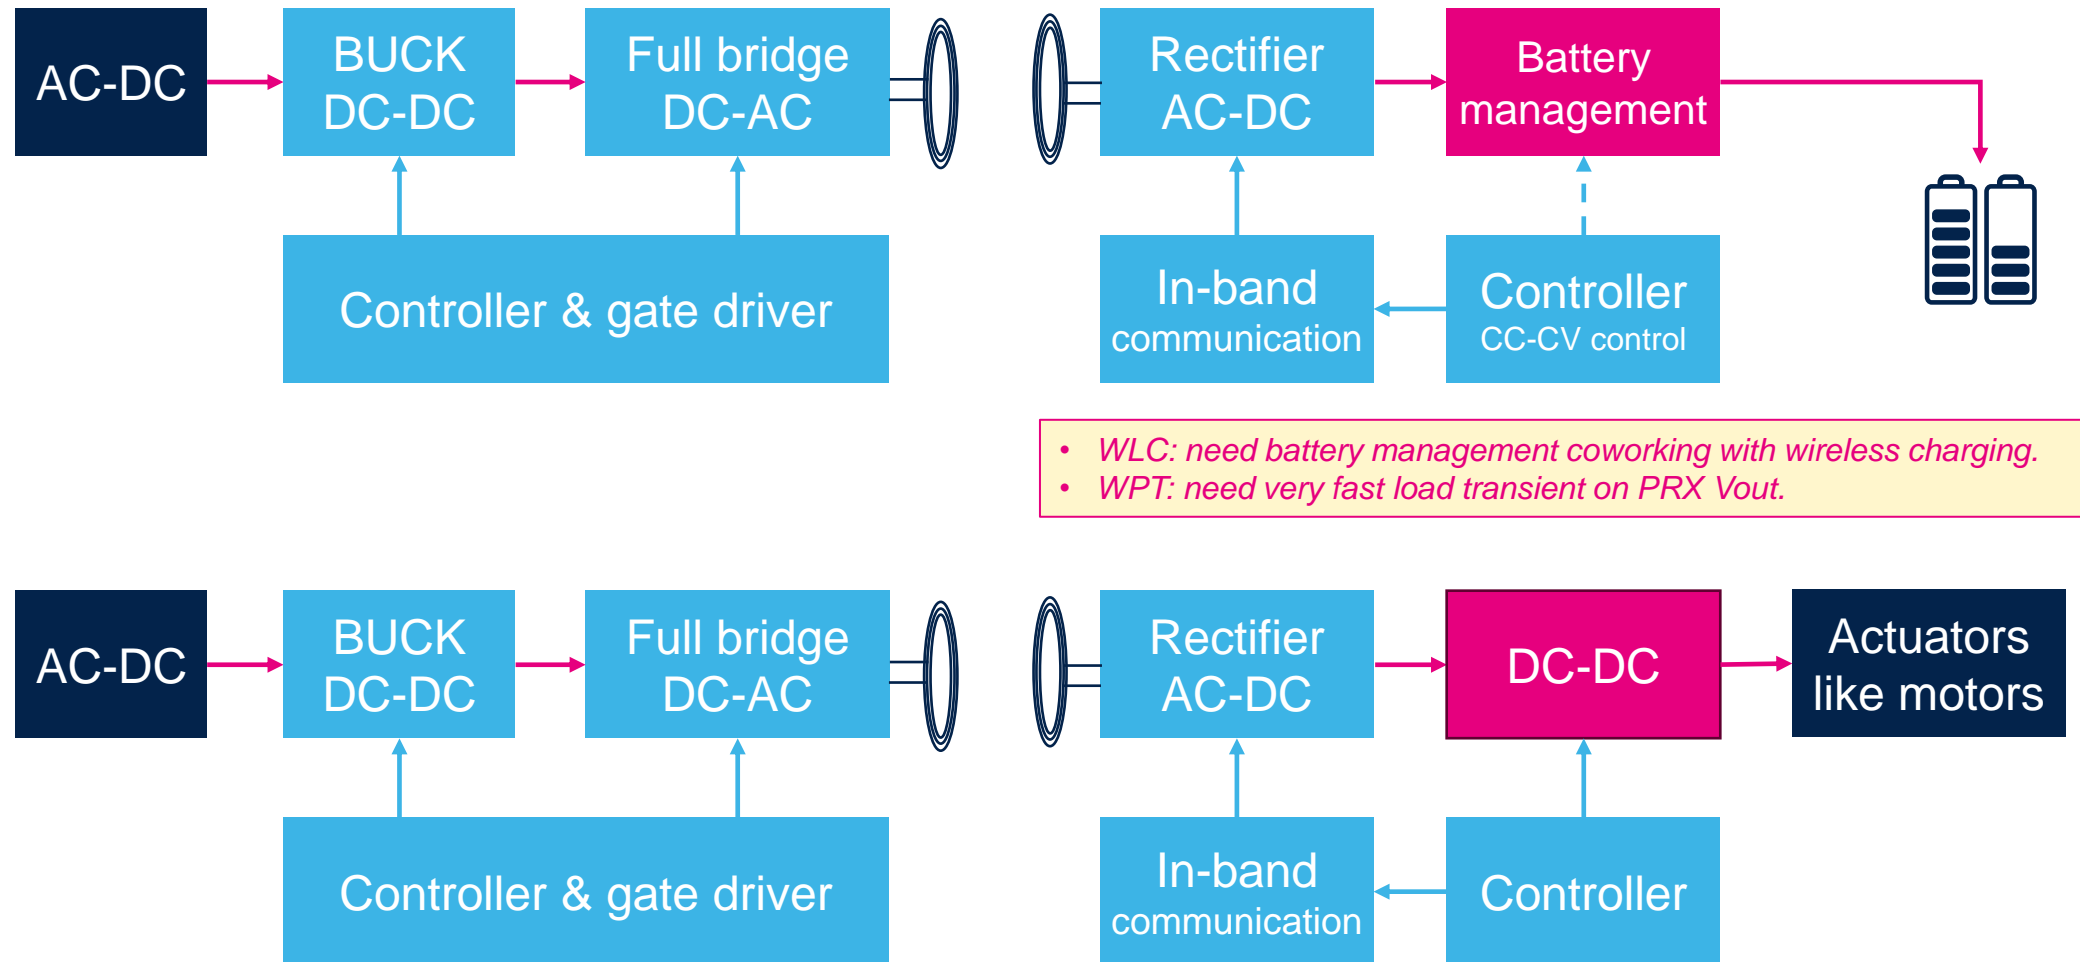 AC-DC
BUCK
DC-DC
Full bridge
DC-AC
Rectifier
AC-DC
Battery
management
Controller & gate driver
In-band
communication
Controller
CC-CV control
• WLC: need battery management coworking with wireless charging.
• WPT: need very fast load transient on PRX Vout.
AC-DC
BUCK
DC-DC
Full bridge
DC-AC
Rectifier
AC-DC
DC-DC
Actuators
like motors
Controller & gate driver
In-band
communication
Controller